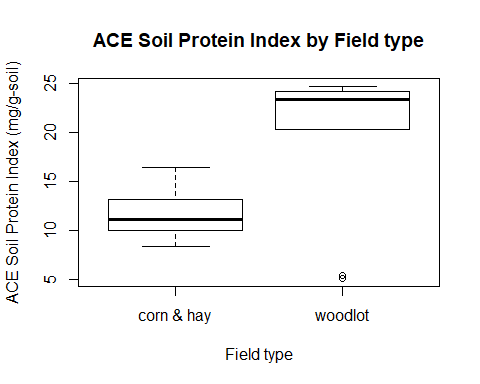 ACE Soil Protein Index by Field type
ACE Soil Protein Index (mg/g-soil)
25
20
15
10
5
corn & hay woodlot
Field type